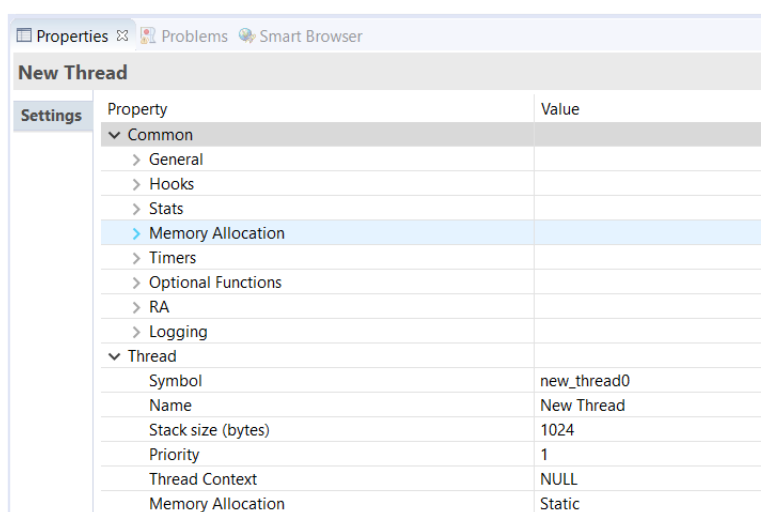 Properties Problems Smart Browser
New Thread
Settings Property Value
Common
General
Hooks
Stats
Memory Allocation
Timers
Optional Functions
RA
Logging
Thread
Symbol new_thread0
Name New Thread
Stack size (bytes) 1024
Priority 1
Thread Context NULL
Memory Allocation Static